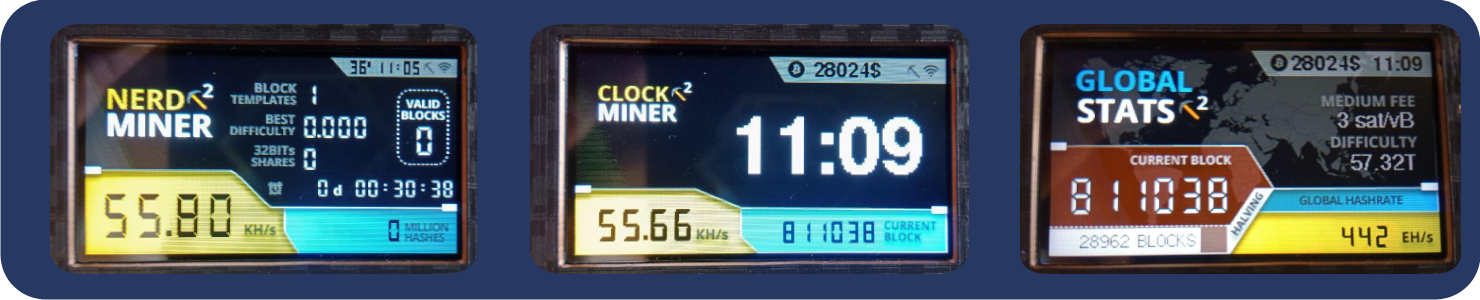 36° 11:05
NERD 2
MINER
BLOCK
TEMPLATES 1
BEST
DIFFICULTY 0.000
32BITs
SHARES 0
VALID
BLOCKS
0
0d 00:30:38
55.80 KH/s
0 MILLION
HASHES
28024$
CLOCK 2
MINER
11:09
55.66 KH/s
811038 CURRENT
BLOCK
28024$ 11:09
GLOBAL
STATS 2
MEDIUM FEE
3 sat/vB
DIFFICULTY
57.32T
CURRENT BLOCK
811038
HALVING
28962 BLOCKS
GLOBAL HASHRATE
442 EH/s